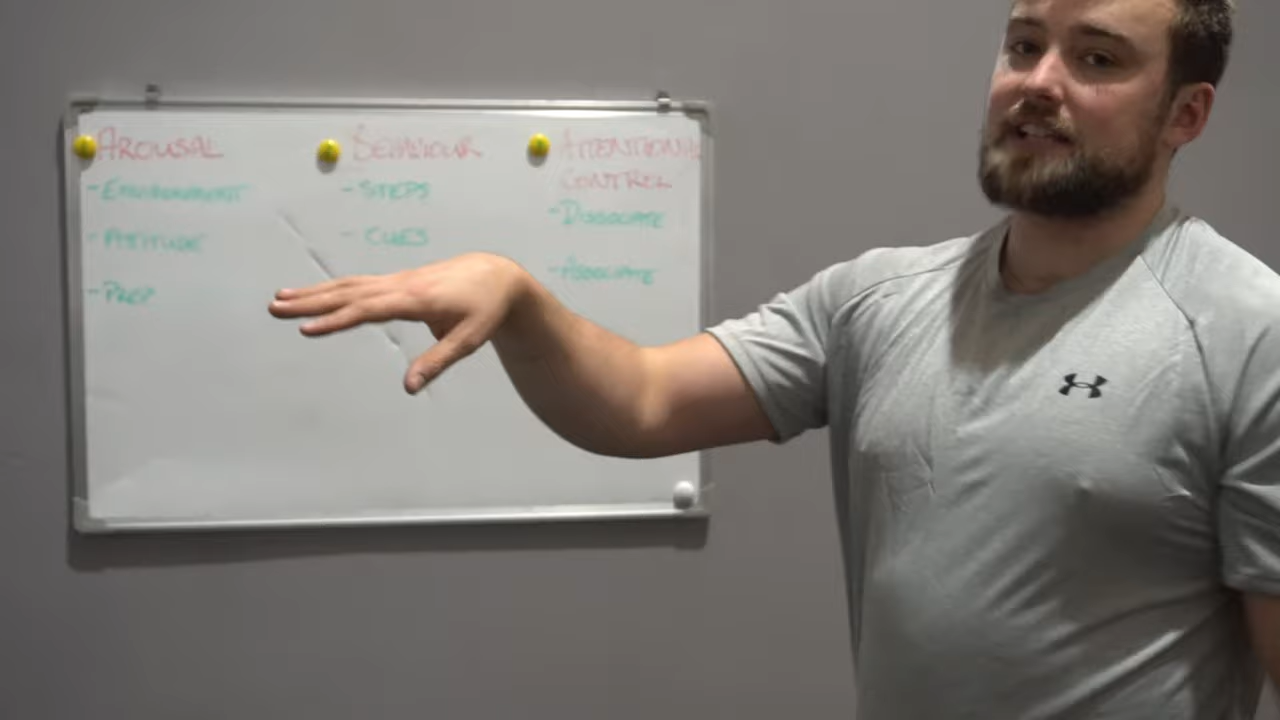 AROUSAL
- ENVIRONMENT
- ATTITUDE
- PREP
BEHAVIOUR
- STEPS
- CUES
ATTENTIONAL
CONTROL
- DISSOCIATE
- ASSOCIATE